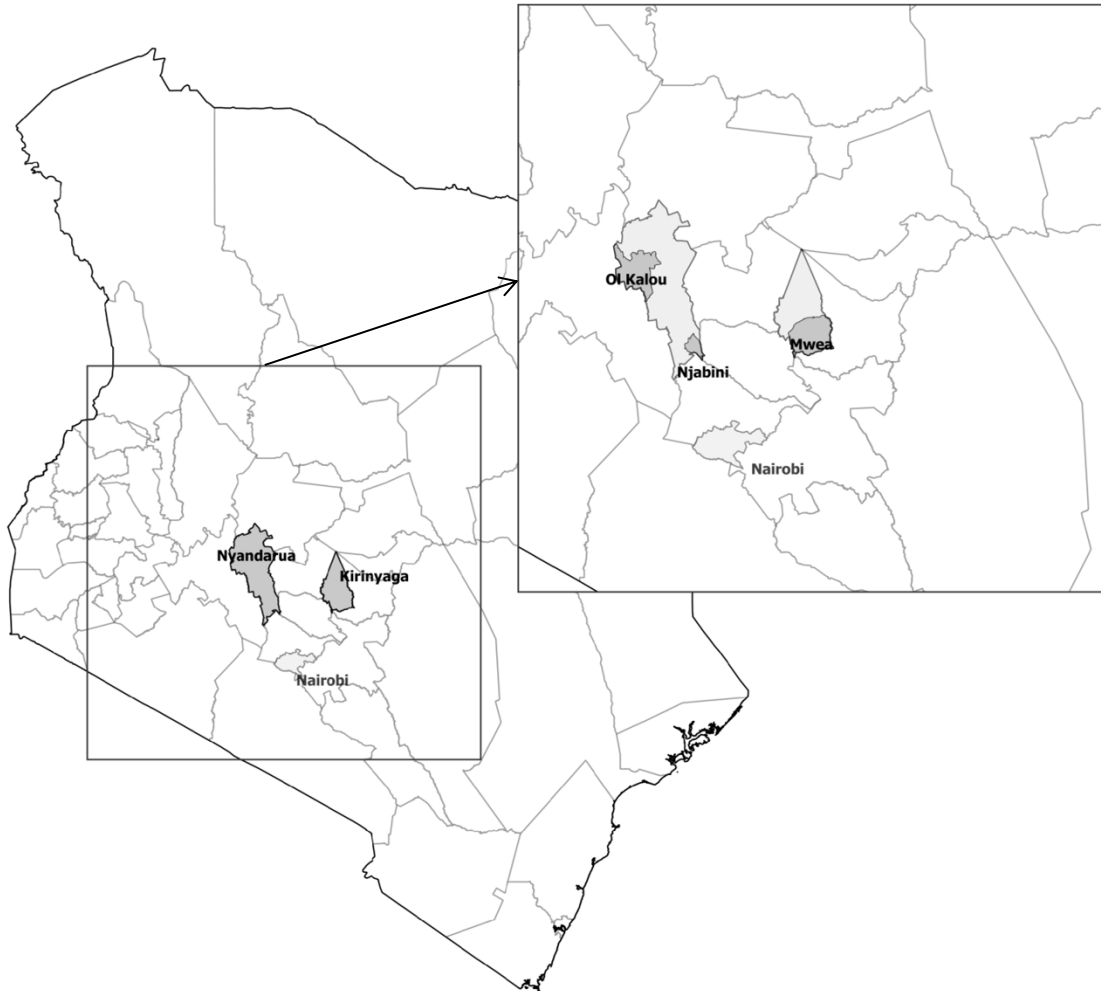 Ol Kalou
Mwea
Njabini
Nairobi
Nyandarua
Kirinyaga
Nairobi